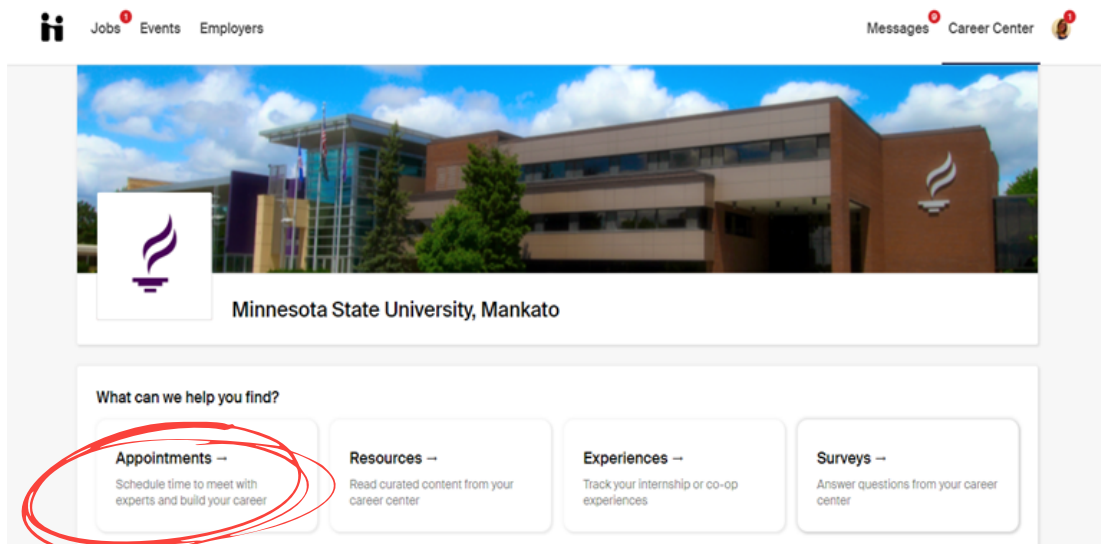 Jobs 1 Events Employers Messages 9 Career Center 1
Minnesota State University, Mankato
What can we help you find?
Appointments →
Schedule time to meet with
experts and build your career
Resources →
Read curated content from your
career center
Experiences →
Track your internship or co-op
experiences
Surveys →
Answer questions from your career
center